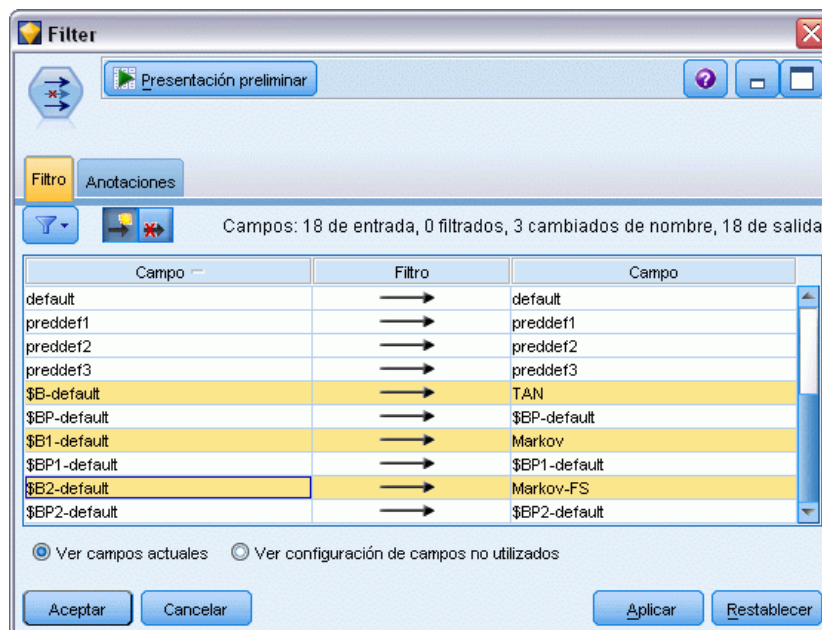 Filter
Presentación preliminar
?
Filtro
Anotaciones
Campos: 18 de entrada, 0 filtrados, 3 cambiados de nombre, 18 de salida
Campo Filtro Campo
default default
preddef1 preddef1
preddef2 preddef2
preddef3 preddef3
$B-default TAN
$BP-default $BP-default
$B1-default Markov
$BP1-default $BP1-default
$B2-default Markov-FS
$BP2-default $BP2-default
Ver campos actuales Ver configuración de campos no utilizados
Aceptar Cancelar Aplicar Restablecer